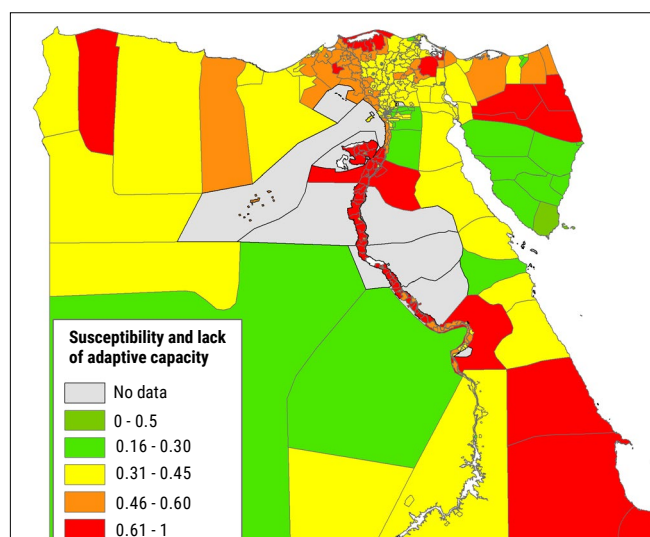 Susceptibility and lack
of adaptive capacity
No data
0 - 0.5
0.16 - 0.30
0.31 - 0.45
0.46 - 0.60
0.61 - 1